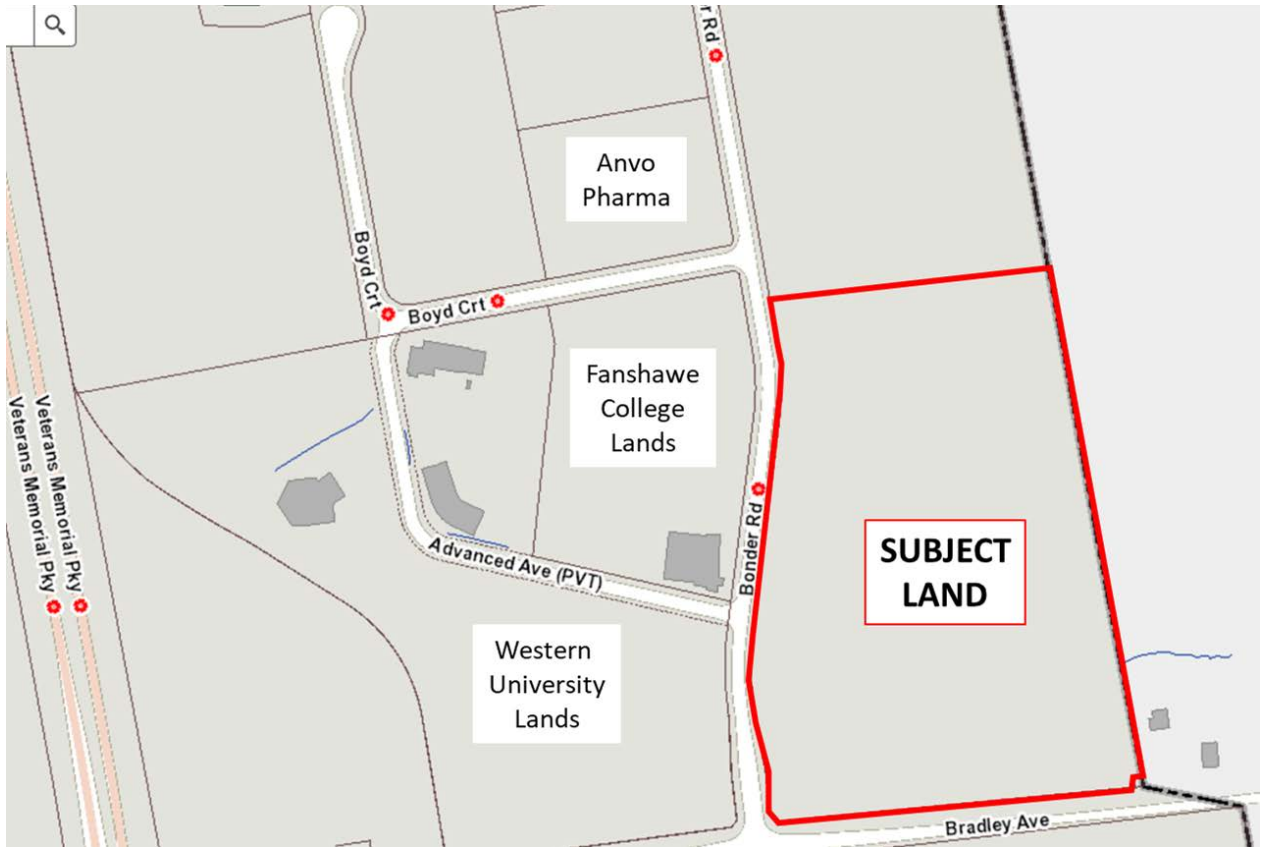 r Rd
Anvo
Pharma
Boyd Crt
Boyd Crt
Fanshawe
College
Lands
Veterans Memorial Pky
Veterans Memorial Pky
Bonder Rd
SUBJECT
LAND
Advanced Ave (PVT)
Western
University
Lands
Bradley Ave